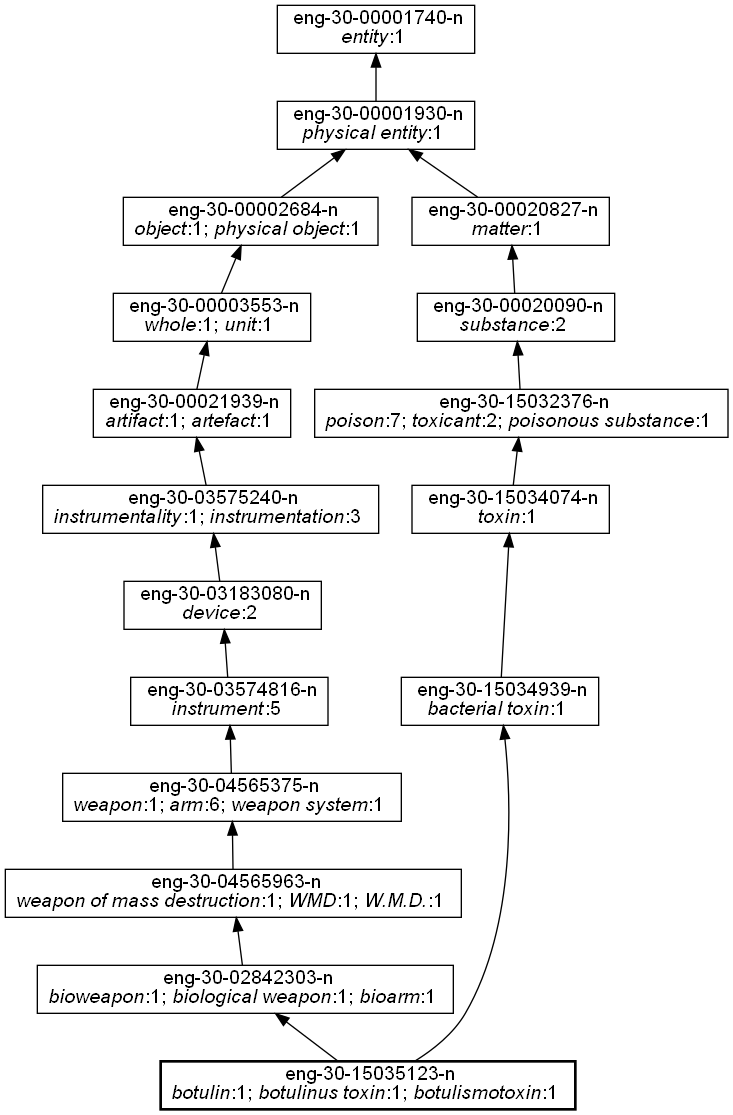 eng-30-00001740-n
entity:1
eng-30-00001930-n
physical entity:1
eng-30-00002684-n
object:1; physical object:1
eng-30-00020827-n
matter:1
eng-30-00003553-n
whole:1; unit:1
eng-30-00020090-n
substance:2
eng-30-00021939-n
artifact:1; artefact:1
eng-30-15032376-n
poison:7; toxicant:2; poisonous substance:1
eng-30-03575240-n
instrumentality:1; instrumentation:3
eng-30-15034074-n
toxin:1
eng-30-03183080-n
device:2
eng-30-03574816-n
instrument:5
eng-30-15034939-n
bacterial toxin:1
eng-30-04565375-n
weapon:1; arm:6; weapon system:1
eng-30-04565963-n
weapon of mass destruction:1; WMD:1; W.M.D.:1
eng-30-02842303-n
bioweapon:1; biological weapon:1; bioarm:1
eng-30-15035123-n
botulin:1; botulinus toxin:1; botulismotoxin:1